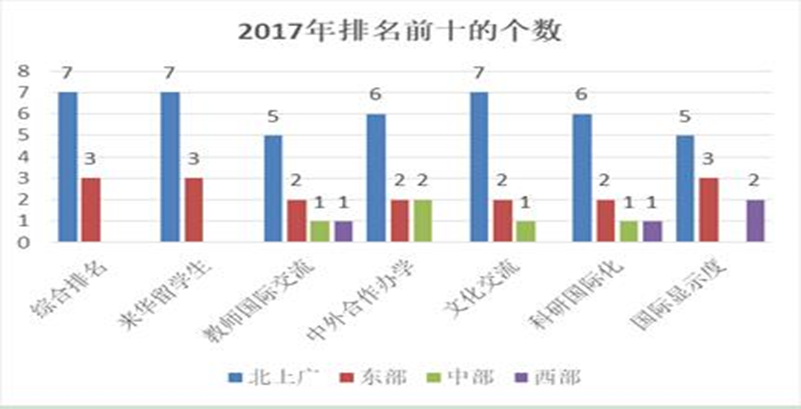 2017年排名前十的个数
8
7
6
5
4
3
2
1
0
7 3
7 3
5 2 1 1
6 2 2
7 2 1
6 2 1 1
5 3 2
综合排名
来华留学生
教师国际交流
中外合作办学
文化交流
科研国际化
国际显示度
北上广 东部 中部 西部